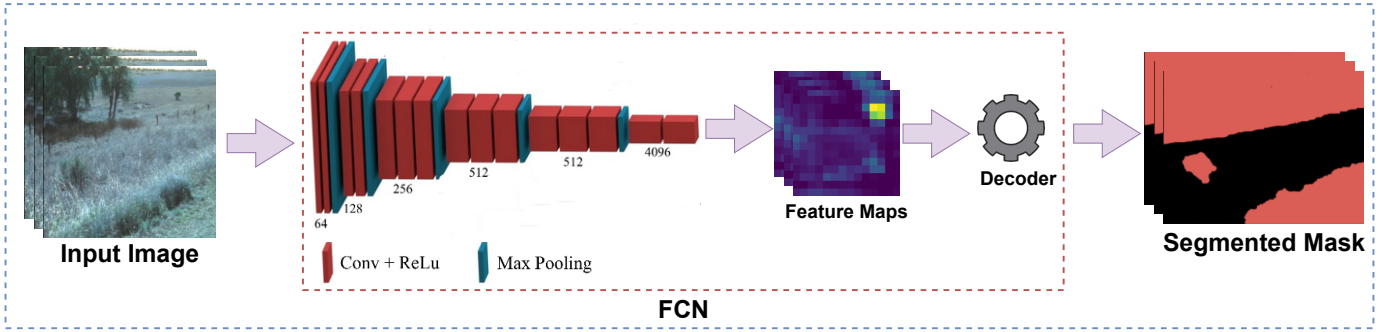 Input Image
64
128
256
512
512
4096
Conv + ReLu
Max Pooling
Feature Maps
Decoder
Segmented Mask
FCN